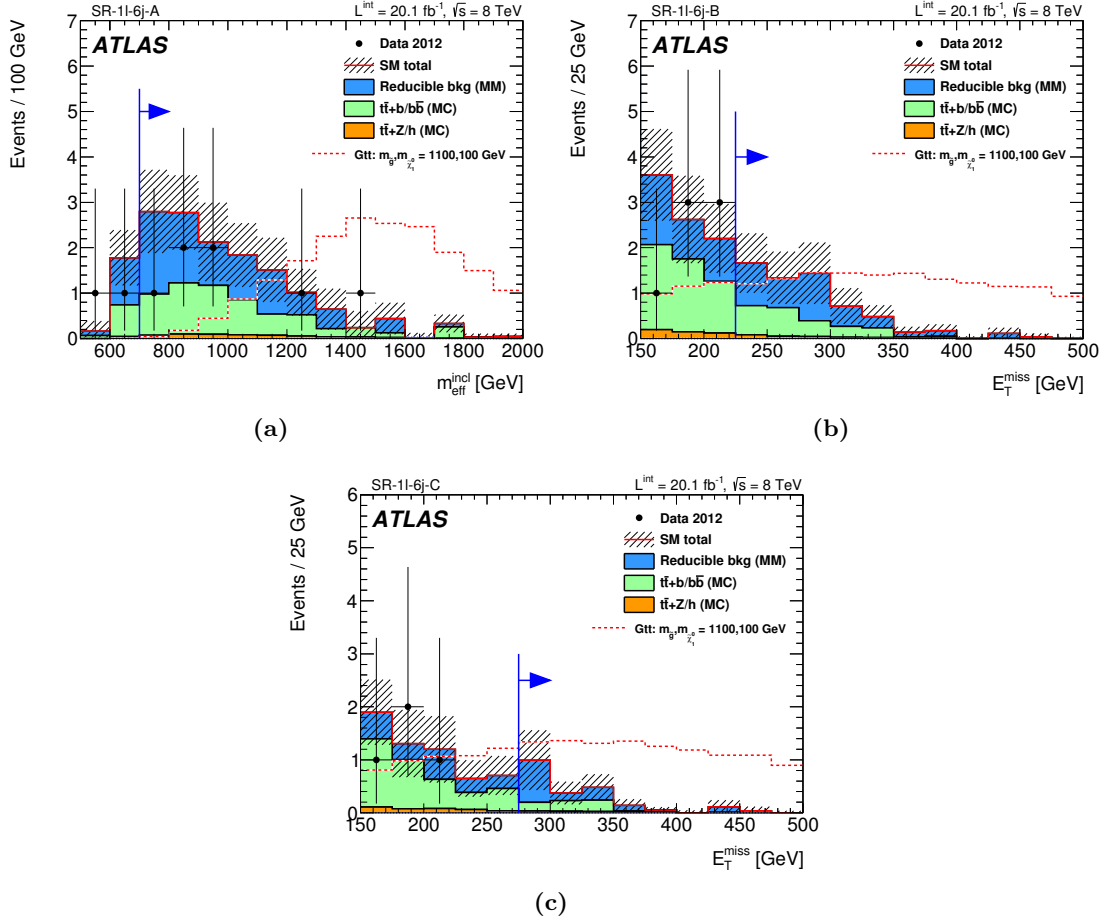 SR-1l-6j-A
L^int = 20.1 fb⁻¹, √s = 8 TeV
ATLAS
Data 2012
SM total
Reducible bkg (MM)
tt̄+b/bb̄ (MC)
tt̄+Z/h (MC)
Gtt: m_g̃,m_χ̃₁⁰ = 1100,100 GeV
Events / 100 GeV
7
6
5
4
3
2
1
0
600 800 1000 1200 1400 1600 1800 2000
m_eff^incl [GeV]
(a)
SR-1l-6j-B
L^int = 20.1 fb⁻¹, √s = 8 TeV
ATLAS
Data 2012
SM total
Reducible bkg (MM)
tt̄+b/bb̄ (MC)
tt̄+Z/h (MC)
Gtt: m_g̃,m_χ̃₁⁰ = 1100,100 GeV
Events / 25 GeV
7
6
5
4
3
2
1
0
150 200 250 300 350 400 450 500
E_T^miss [GeV]
(b)
SR-1l-6j-C
L^int = 20.1 fb⁻¹, √s = 8 TeV
ATLAS
Data 2012
SM total
Reducible bkg (MM)
tt̄+b/bb̄ (MC)
tt̄+Z/h (MC)
Gtt: m_g̃,m_χ̃₁⁰ = 1100,100 GeV
Events / 25 GeV
6
5
4
3
2
1
0
150 200 250 300 350 400 450 500
E_T^miss [GeV]
(c)